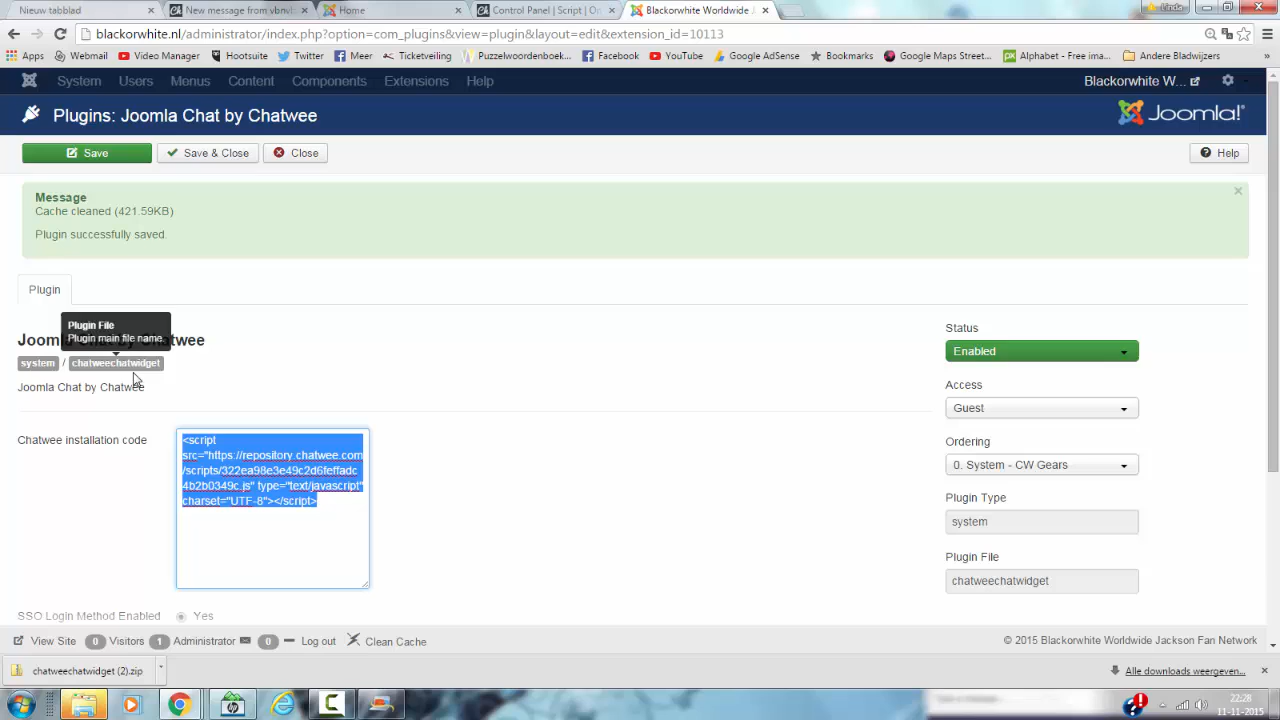 Nieuw tabblad
New message from vbnvis
Home
Control Panel | Script | On
Blackorwhite Worldwide J
Linda
blackorwhite.nl/administrator/index.php?option=com_plugins&view=plugin&layout=edit&extension_id=10113
Apps
Webmail
Video Manager
Hootsuite
Twitter
Meer
Ticketveiling
Puzzelwoordenboek...
Facebook
YouTube
Google AdSense
Bookmarks
Google Maps Street...
Alphabet - Free ima...
Andere Bladwijzers
»
System
Users
Menus
Content
Components
Extensions
Help
Blackorwhite W...
Plugins: Joomla Chat by Chatwee
Joomla!
Save
Save & Close
Close
Help
Message
Cache cleaned (421.59KB)
Plugin successfully saved.
×
Plugin
Plugin File
Plugin main file name.
Joomla Chat by Chatwee
system / chatweechatwidget
Joomla Chat by Chatwee
Chatwee installation code
<script
src="https://repository.chatwee.com
/scripts/322ea98e3e49c2d6feffadc
4b2b0349c.js" type="text/javascript"
charset="UTF-8"></script>
SSO Login Method Enabled
Yes
Status
Enabled
Access
Guest
Ordering
0. System - CW Gears
Plugin Type
system
Plugin File
chatweechatwidget
View Site
0 Visitors
1 Administrator
0
Log out
Clean Cache
© 2015 Blackorwhite Worldwide Jackson Fan Network
chatweechatwidget (2).zip
Alle downloads weergeven...
22:28
11-11-2015